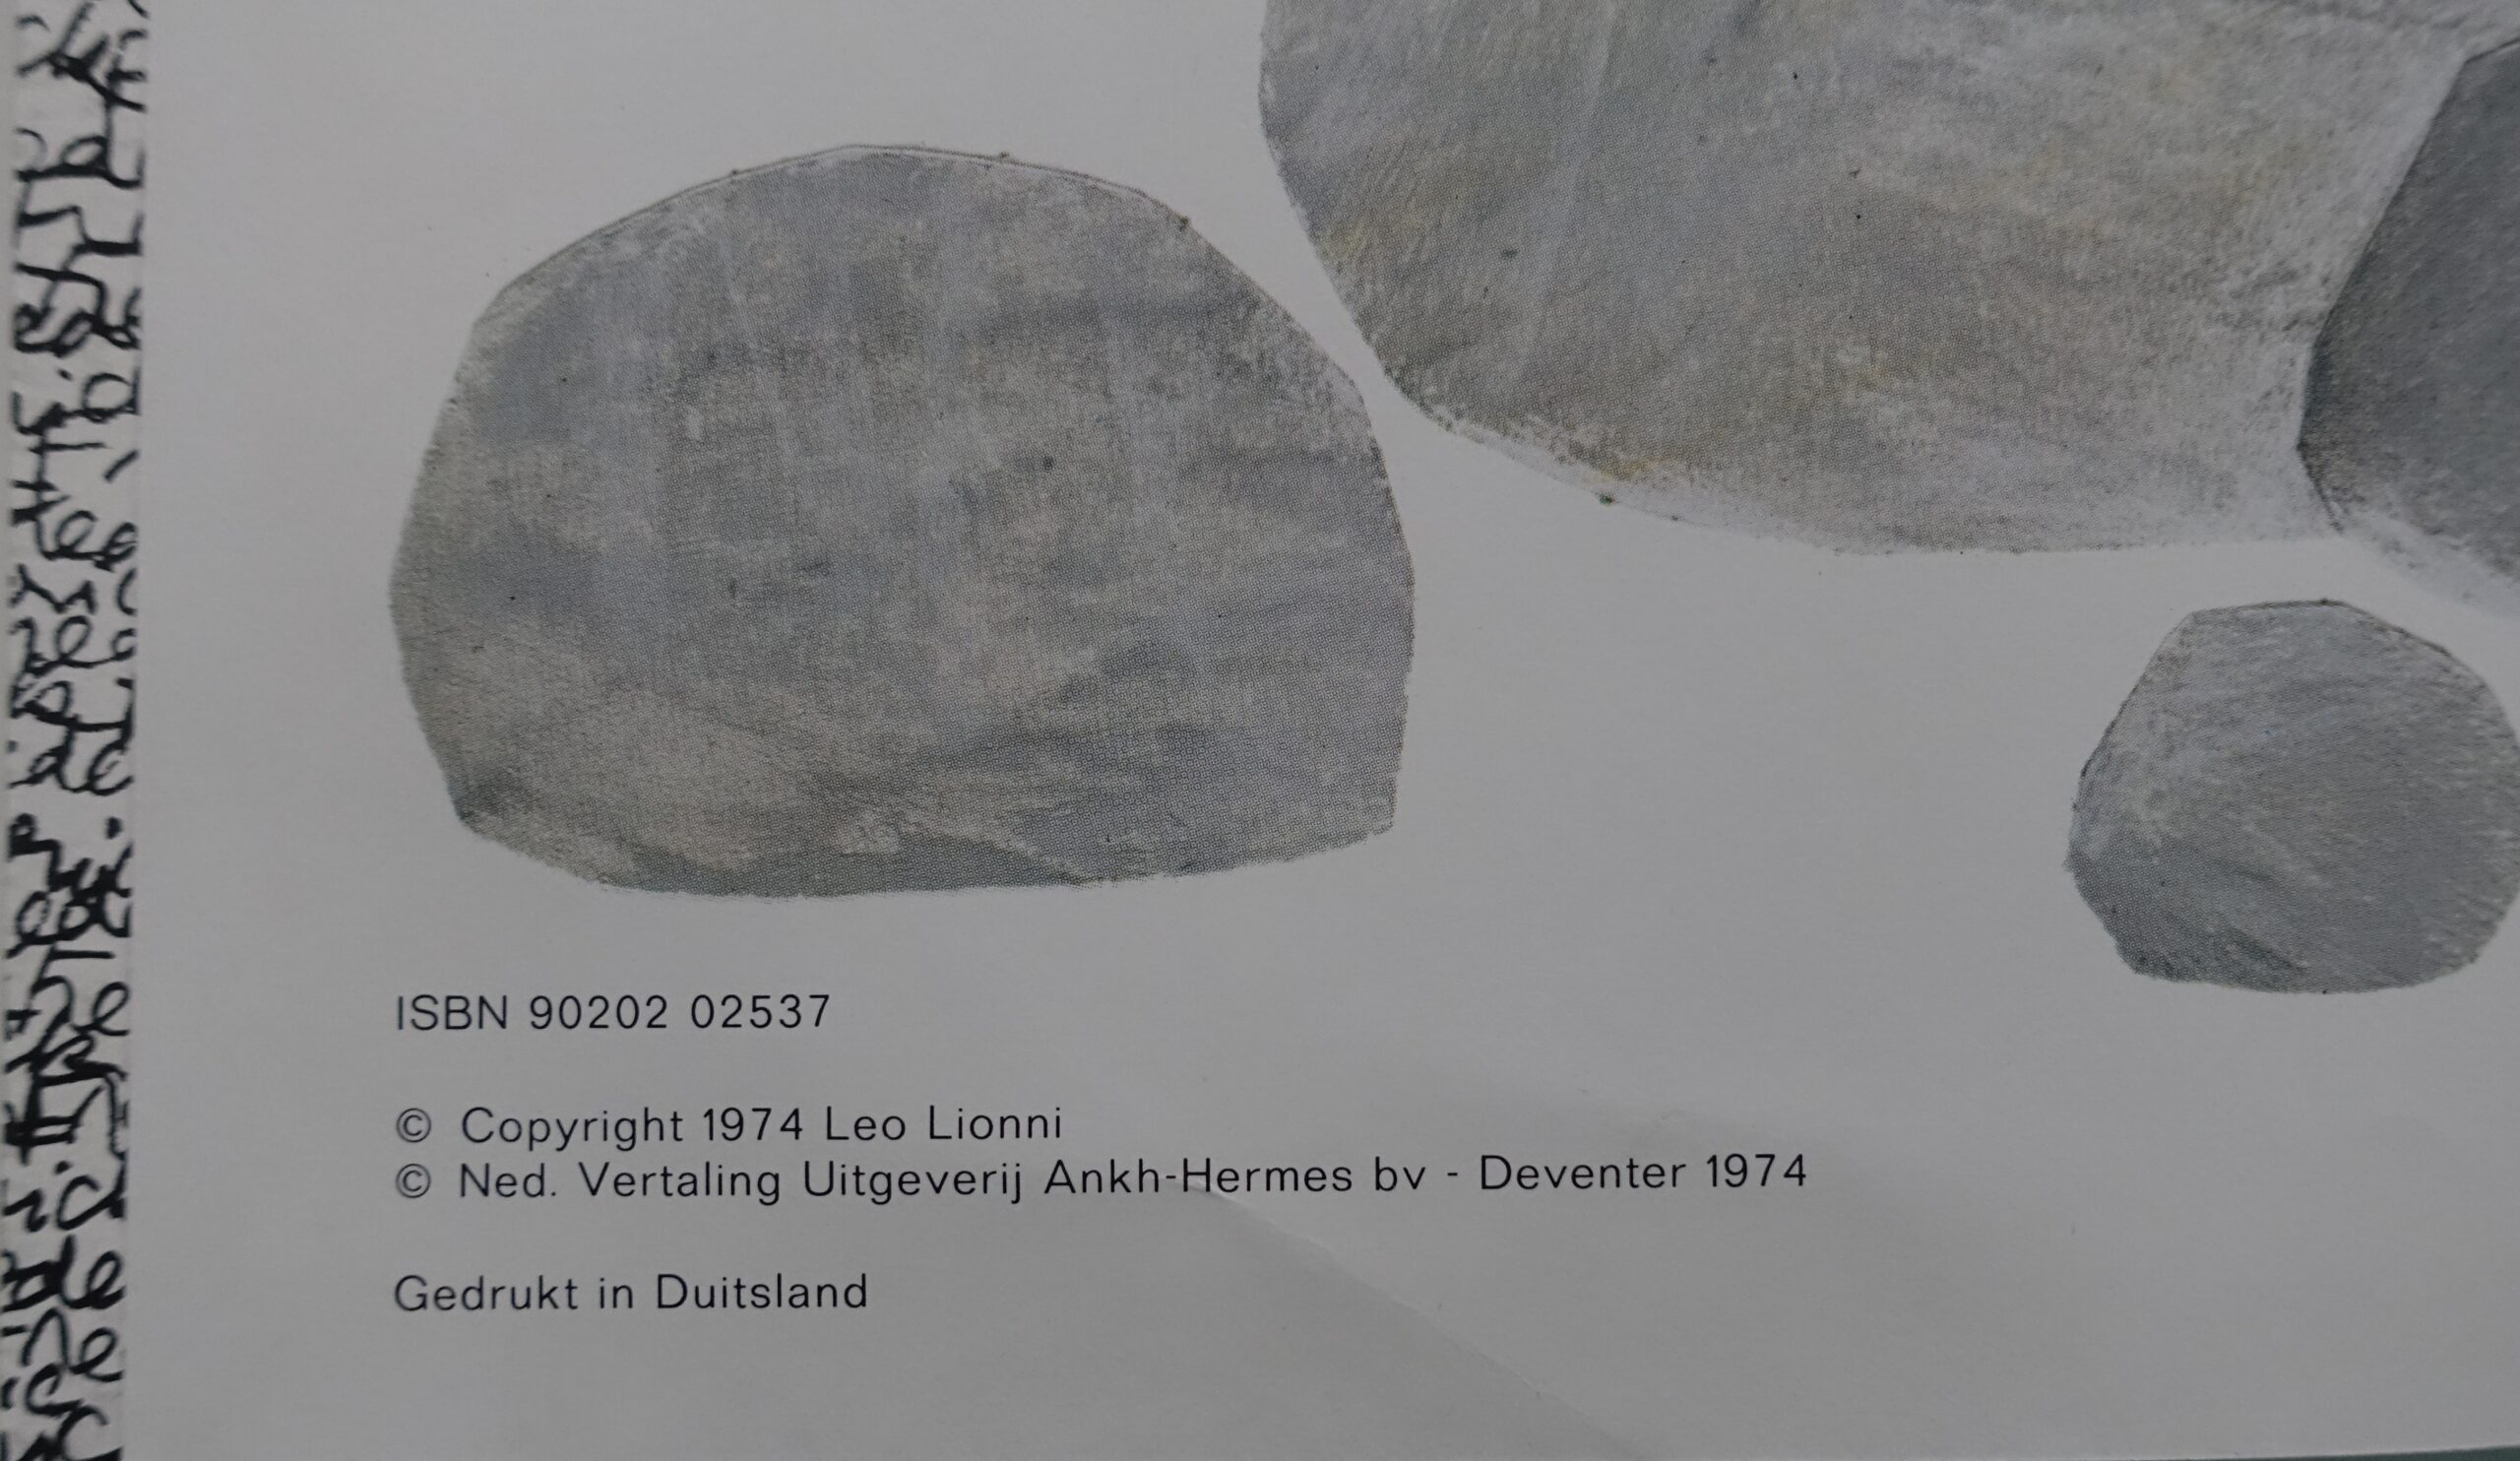 ISBN 90202 02537
© Copyright 1974 Leo Lionni
© Ned. Vertaling Uitgeverij Ankh-Hermes bv - Deventer 1974
Gedrukt in Duitsland